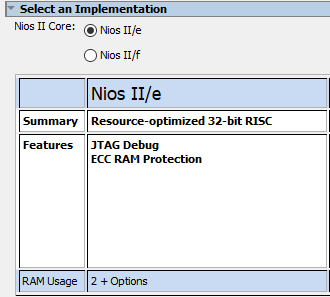 Select an Implementation
Nios II Core: Nios II/e
Nios II/f
Nios II/e
Summary Resource-optimized 32-bit RISC
Features JTAG Debug
ECC RAM Protection
RAM Usage 2 + Options